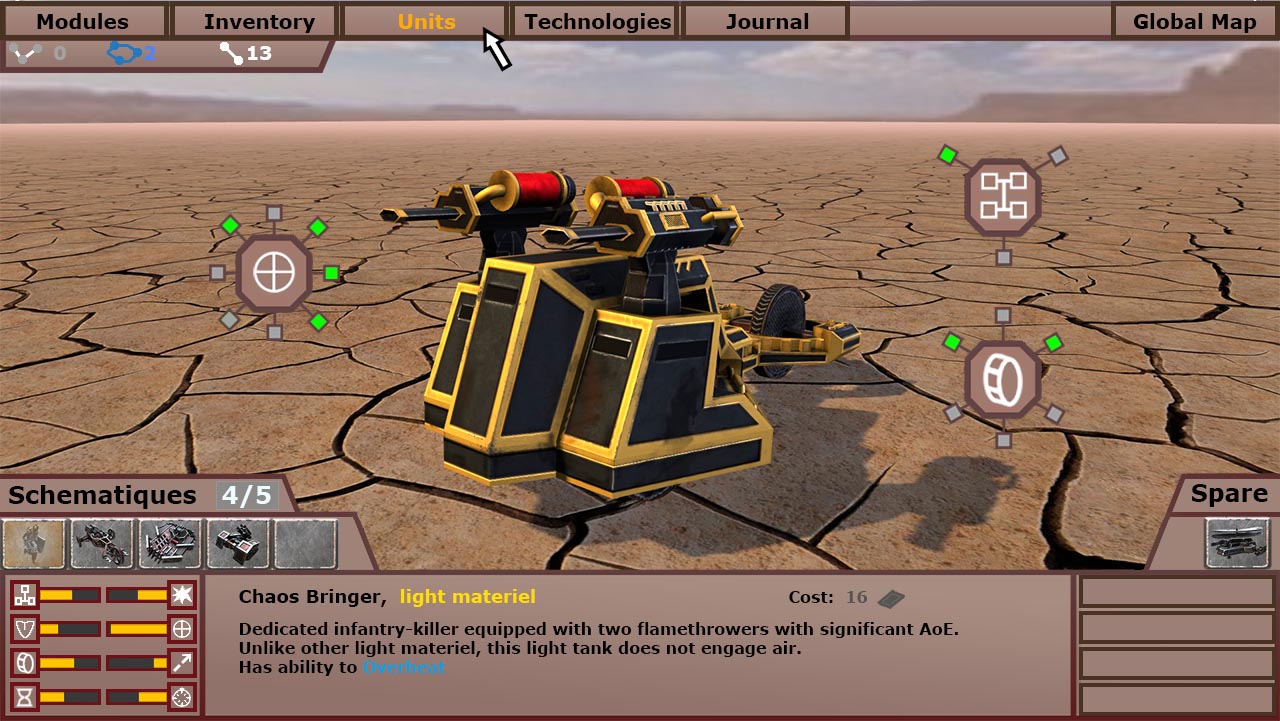 Modules
Inventory
Units
Technologies
Journal
Global Map
0
2
13
Schematiques 4/5
Spare
Chaos Bringer, light materiel
Cost: 16
Dedicated infantry-killer equipped with two flamethrowers with significant AoE.
Unlike other light materiel, this light tank does not engage air.
Has ability to Overheat